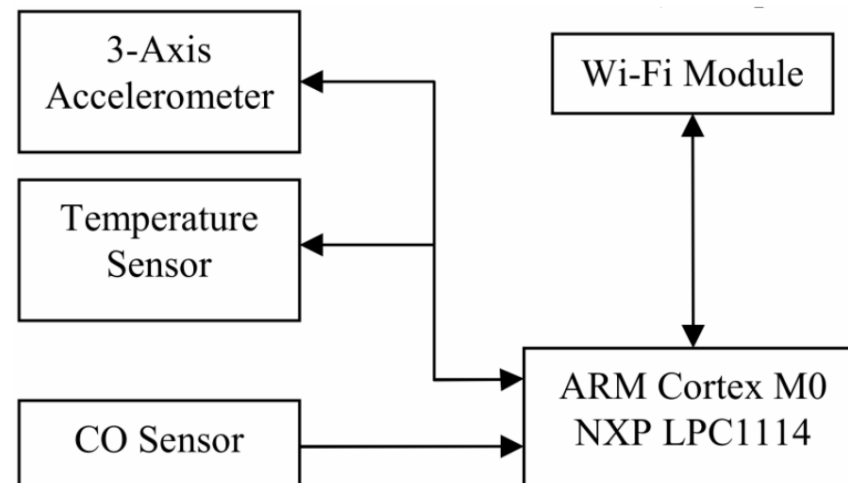 3-Axis
Accelerometer
Wi-Fi Module
Temperature
Sensor
ARM Cortex M0
NXP LPC1114
CO Sensor